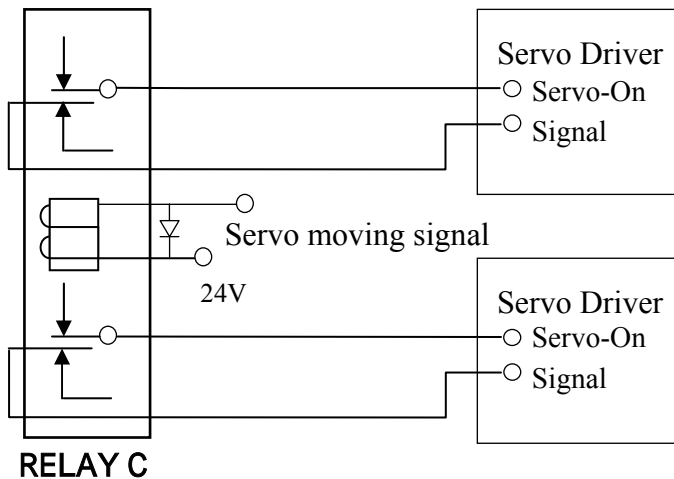 Servo Driver
Servo-On
Signal
Servo moving signal
24V
Servo Driver
Servo-On
Signal
RELAY C